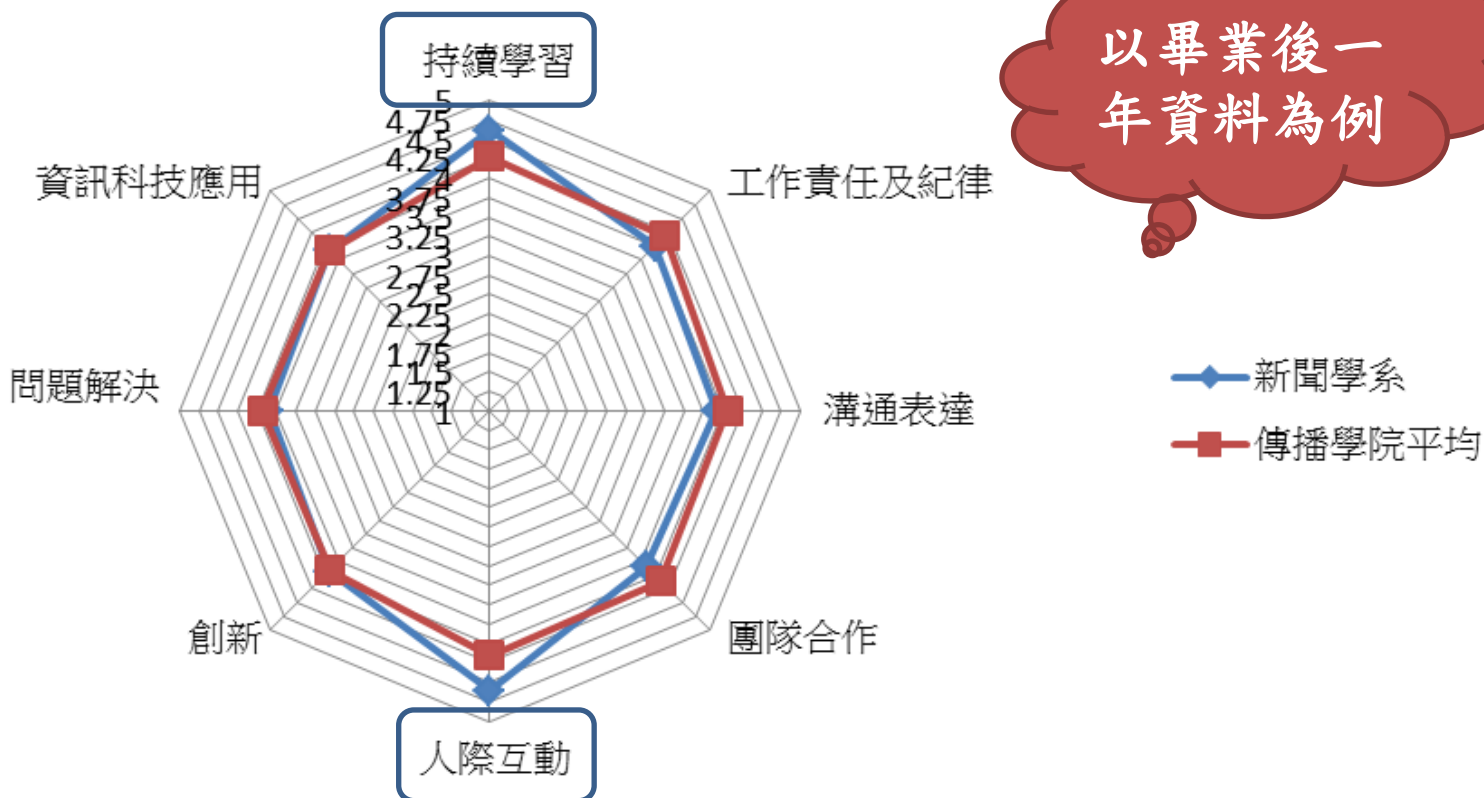 持續學習
以畢業後一
年資料為例
5
4.75
4.5
4.25
4
3.75
3.5
3.25
3
2.75
2.5
2.25
2
1.75
1.5
1.25
1
資訊科技應用
工作責任及紀律
問題解決
溝通表達
新聞學系
傳播學院平均
創新
團隊合作
人際互動